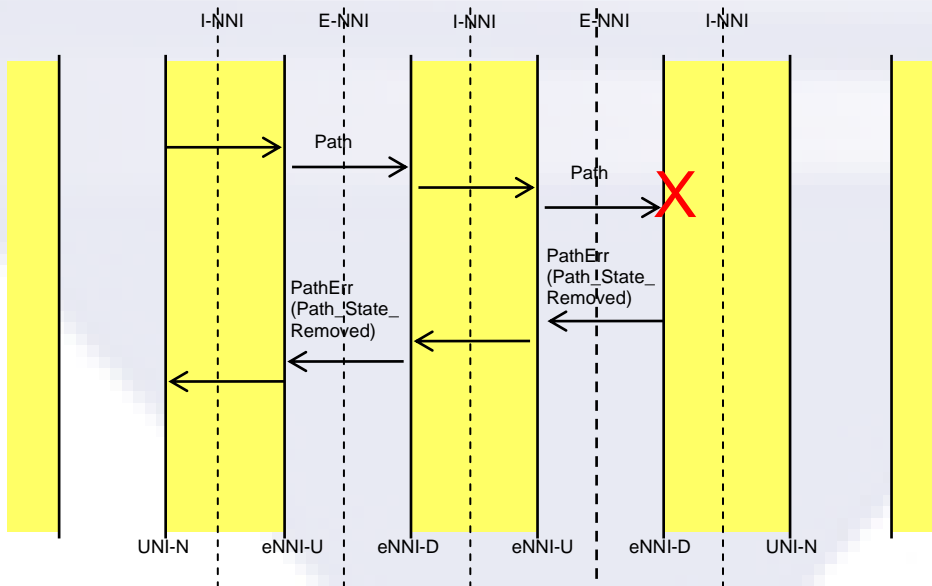 I-NNI
E-NNI
I-NNI
E-NNI
I-NNI
Path
Path
X
PathErr
(Path_State_
Removed)
PathErr
(Path_State_
Removed)
UNI-N
eNNI-U
eNNI-D
eNNI-U
eNNI-D
UNI-N